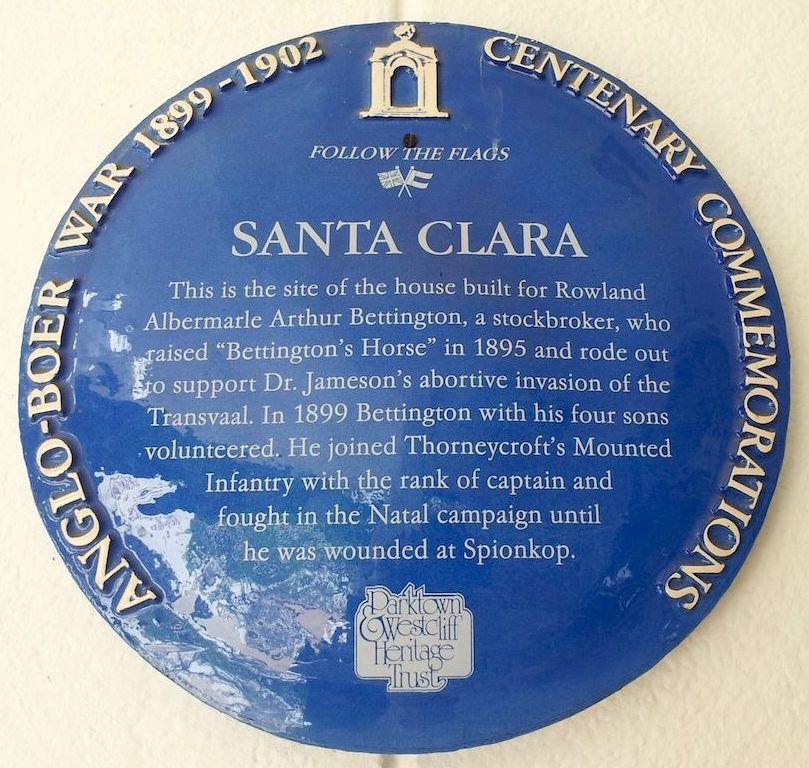 ANGLO-BOER WAR 1899-1902 CENTENARY COMMEMORATIONS
FOLLOW THE FLAGS
SANTA CLARA
This is the site of the house built for Rowland
Albermarle Arthur Bettington, a stockbroker, who
raised “Bettington’s Horse” in 1895 and rode out
to support Dr. Jameson’s abortive invasion of the
Transvaal. In 1899 Bettington with his four sons
volunteered. He joined Thorneycroft’s Mounted
Infantry with the rank of captain and
fought in the Natal campaign until
he was wounded at Spionkop.
Parktown
& Westcliff
Heritage
Trust